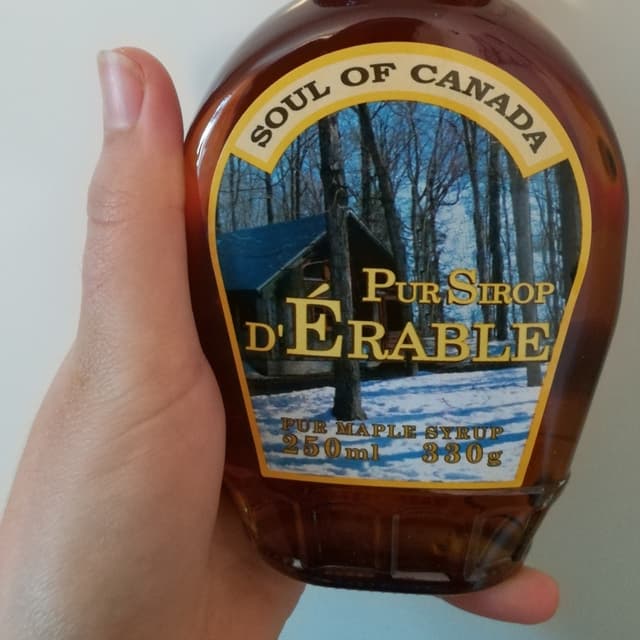 SOUL OF CANADA
PUR SIROP
D'ÉRABLE
PUR MAPLE SYRUP
250ml 330g